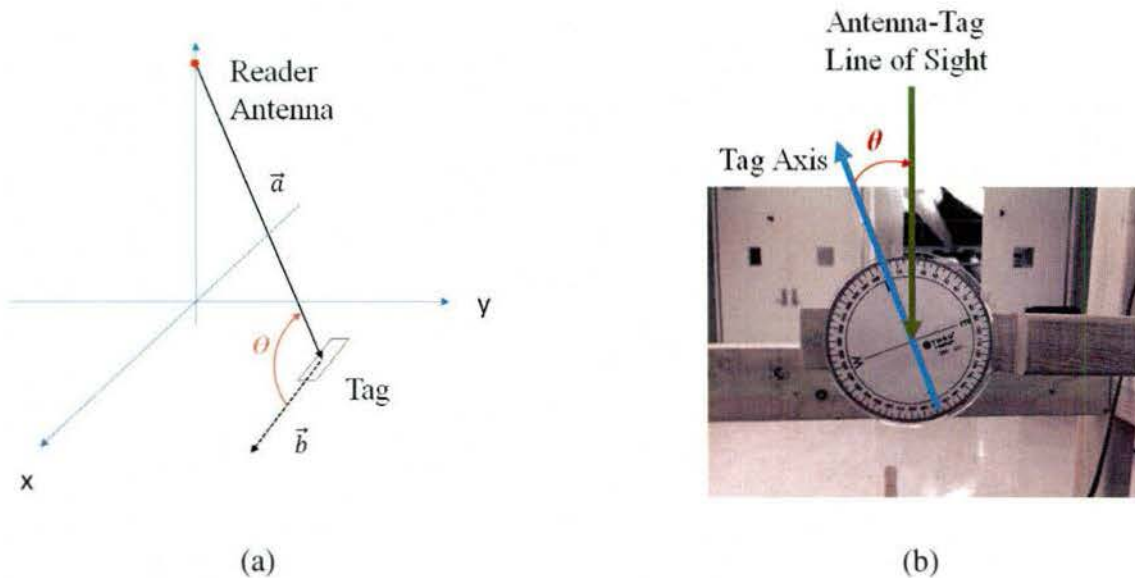 Reader
Antenna
a
Θ
y
Tag
b
x
(a)
Antenna-Tag
Line of Sight
θ
Tag Axis
W
(b)